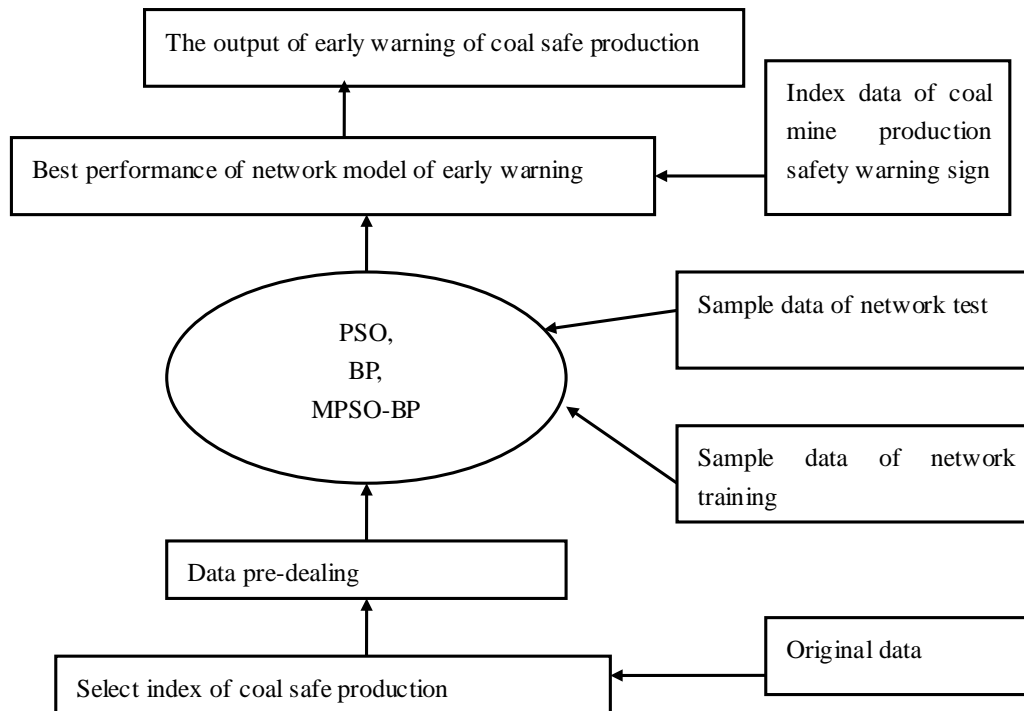 The output of early warning of coal safe production
Index data of coal
mine production
safety warning sign
Best performance of network model of early warning
Sample data of network test
PSO,
BP,
MPSO-BP
Sample data of network
training
Data pre-dealing
Original data
Select index of coal safe production